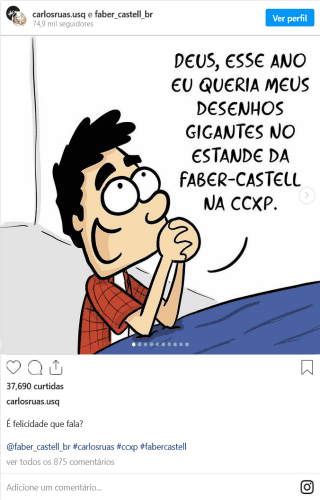 carlosruas.usq e faber_castell_br
74,9 mil seguidores
Ver perfil
DEUS, ESSE ANO
EU QUERIA MEUS
DESENHOS
GIGANTES NO
ESTANDE DA
FABER-CASTELL
NA CCXP.
37,690 curtidas
carlosruas.usq
É felicidade que fala?
@faber_castell_br #carlosruas #ccxp #fabercastell
ver todos os 875 comentários
Adicione um comentário...